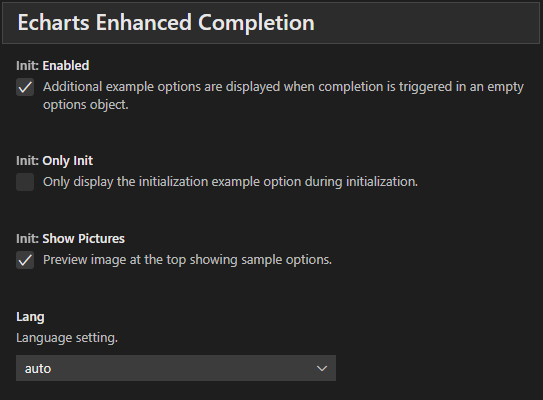 Echarts Enhanced Completion
Init: Enabled
Additional example options are displayed when completion is triggered in an empty
options object.
Init: Only Init
Only display the initialization example option during initialization.
Init: Show Pictures
Preview image at the top showing sample options.
Lang
Language setting.
auto